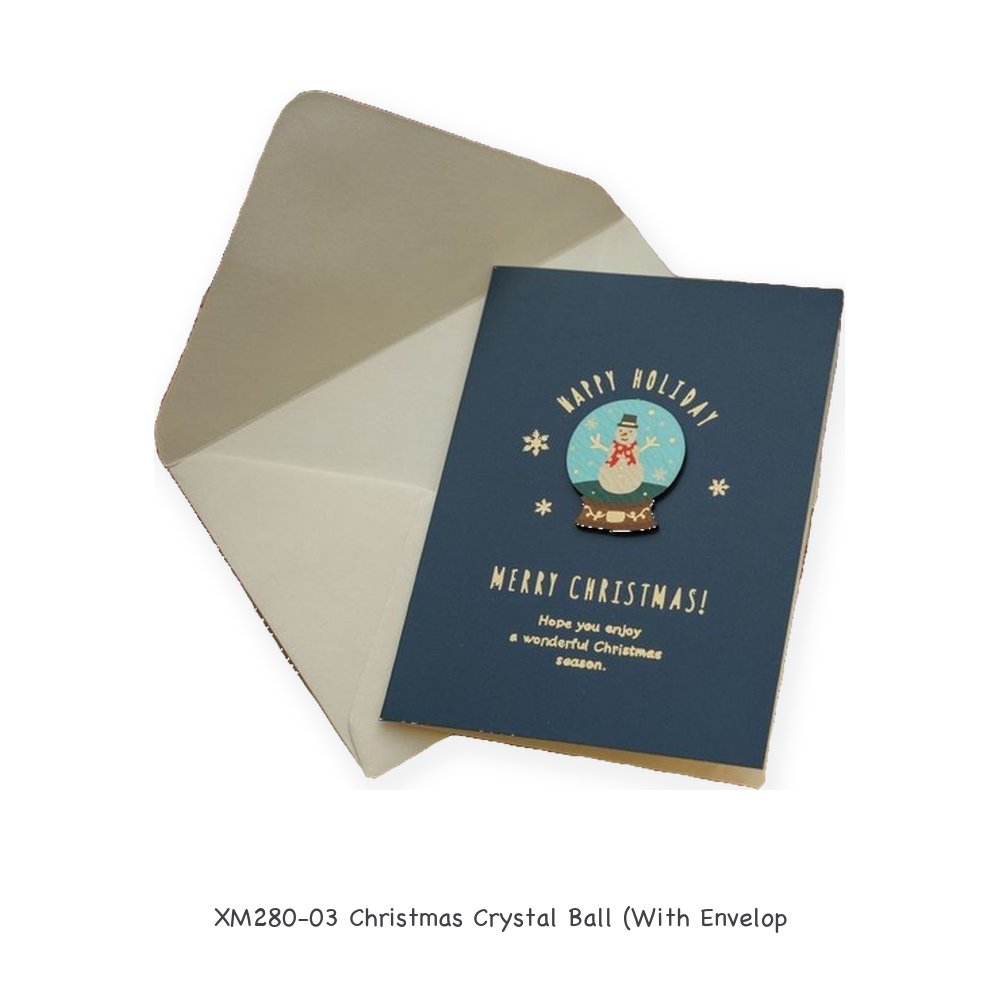 HAPPY HOLIDAY
MERRY CHRISTMAS!
Hope you enjoy
a wonderful Christmas
season.
XM280-03 Christmas Crystal Ball (With Envelop